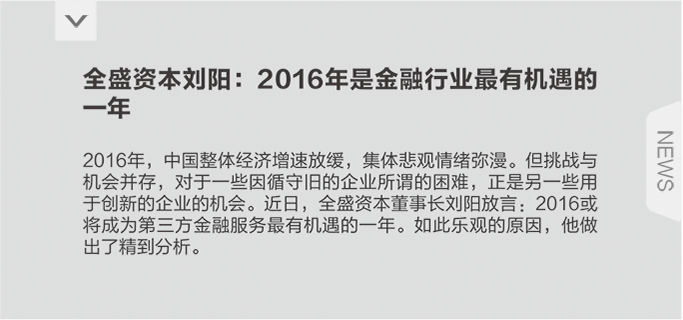 全盛资本刘阳：2016年是金融行业最有机遇的
一年
2016年，中国整体经济增速放缓，集体悲观情绪弥漫。但挑战与
机会并存，对于一些因循守旧的企业所谓的困难，正是另一些用
于创新的企业的机会。近日，全盛资本董事长刘阳放言：2016或
将成为第三方金融服务最有机遇的一年。如此乐观的原因，他做
出了精到分析。
NEWS